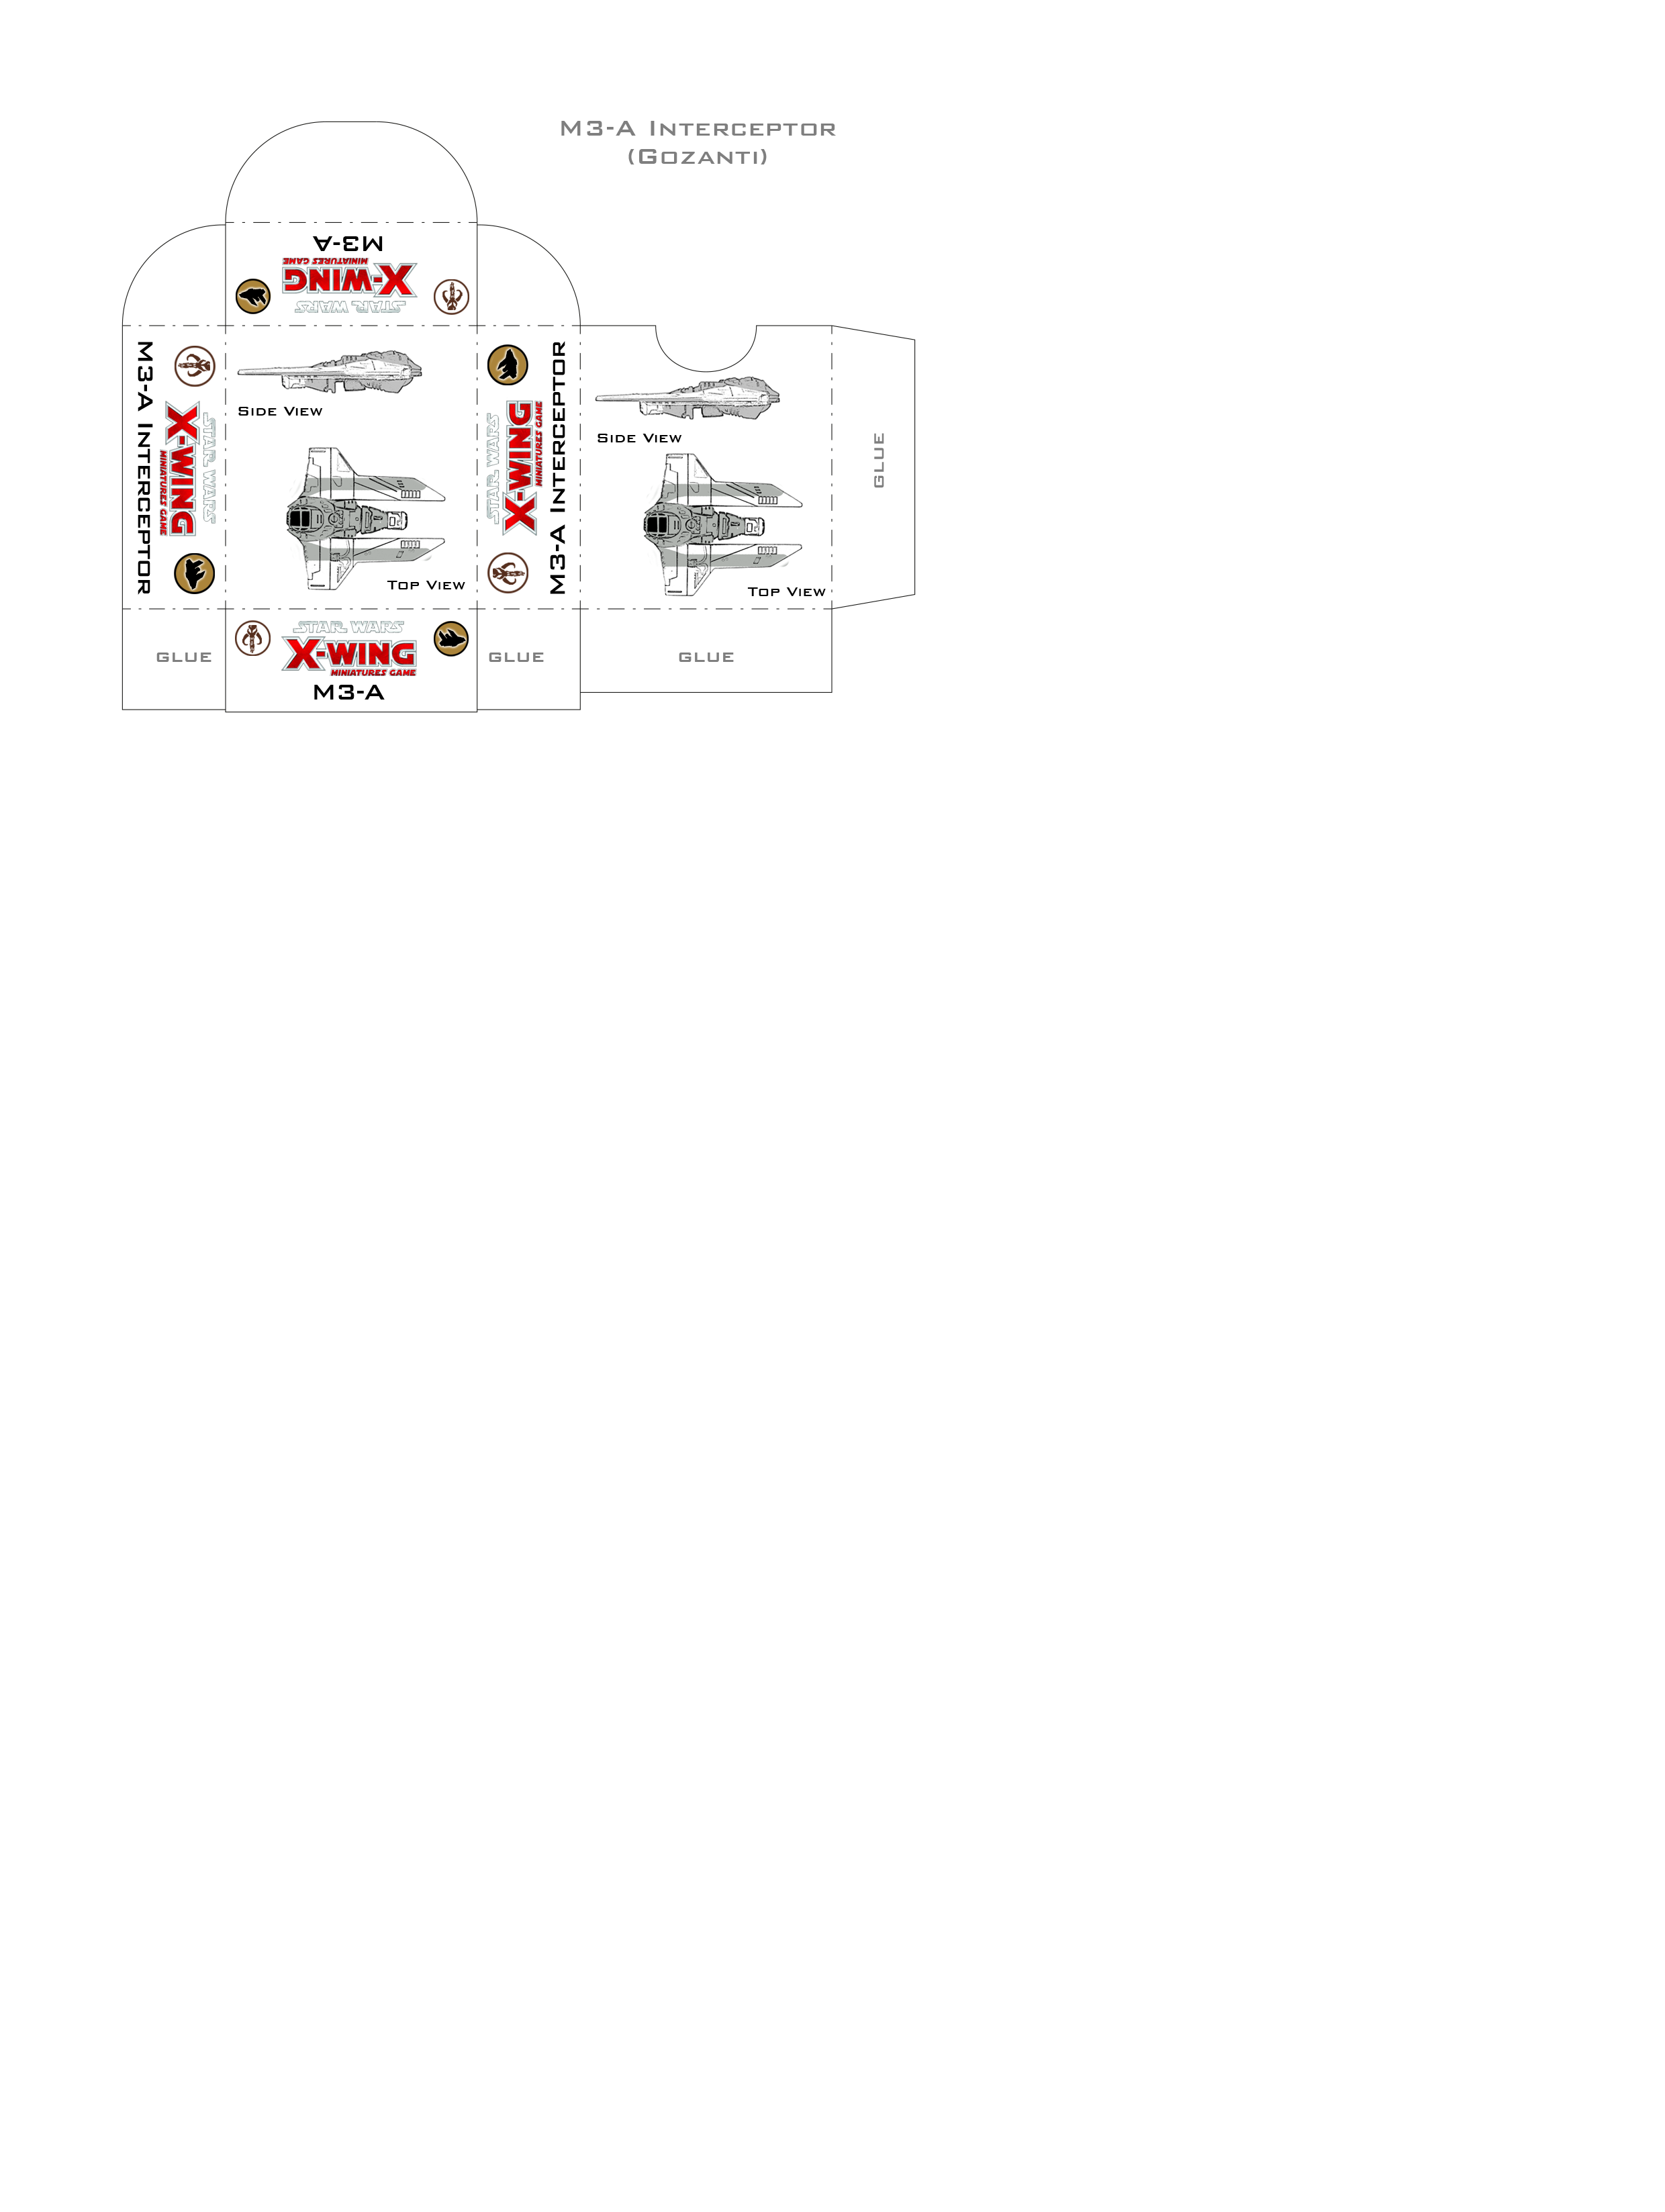 M3-A Interceptor
(Gozanti)
M3-A
STAR WARS
X-WING
MINIATURES GAME
M3-A Interceptor
STAR WARS
X-WING
MINIATURES GAME
Side View
Top View
STAR WARS
X-WING
MINIATURES GAME
M3-A Interceptor
Side View
Top View
GLUE
GLUE
STAR WARS
X-WING
MINIATURES GAME
M3-A
GLUE
GLUE